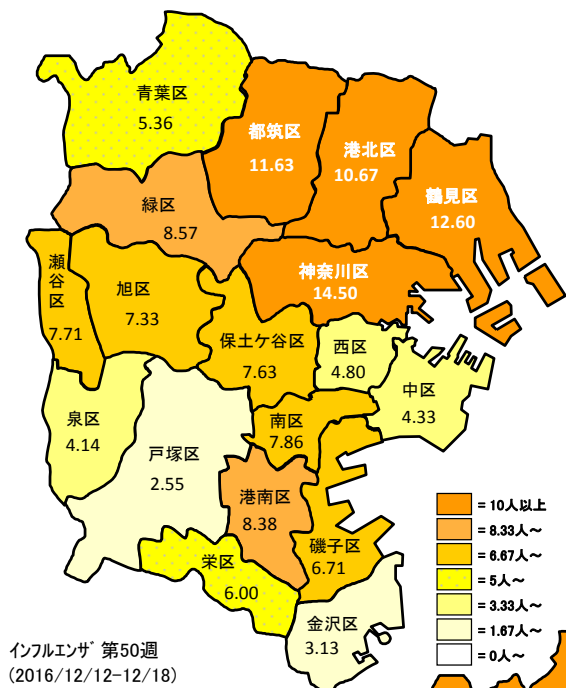 青葉区
5.36
都筑区
11.63
港北区
10.67
鶴見区
12.60
緑区
8.57
神奈川区
14.50
瀬谷区
7.71
旭区
7.33
保土ケ谷区
7.63
西区
4.80
中区
4.33
泉区
4.14
戸塚区
2.55
南区
7.86
港南区
8.38
磯子区
6.71
栄区
6.00
金沢区
3.13
= 10人以上
= 8.33人～
= 6.67人～
= 5人～
= 3.33人～
= 1.67人～
= 0人～
インフルエンザ 第50週
(2016/12/12-12/18)